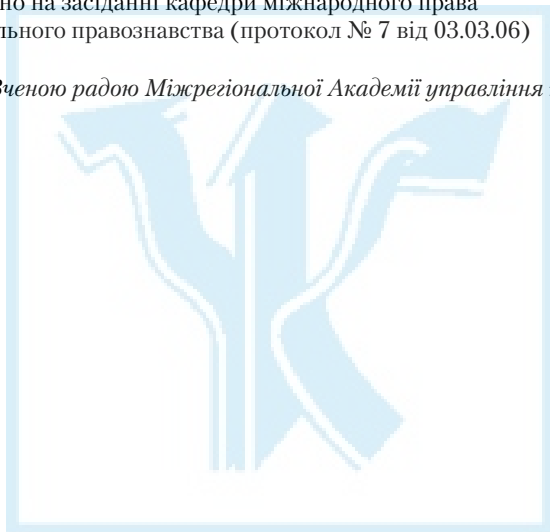 но на засіданні кафедри міжнародного права
льного правознавства (протокол № 7 від 03.03.06)
Вченою радою Міжрегіональної Академії управління